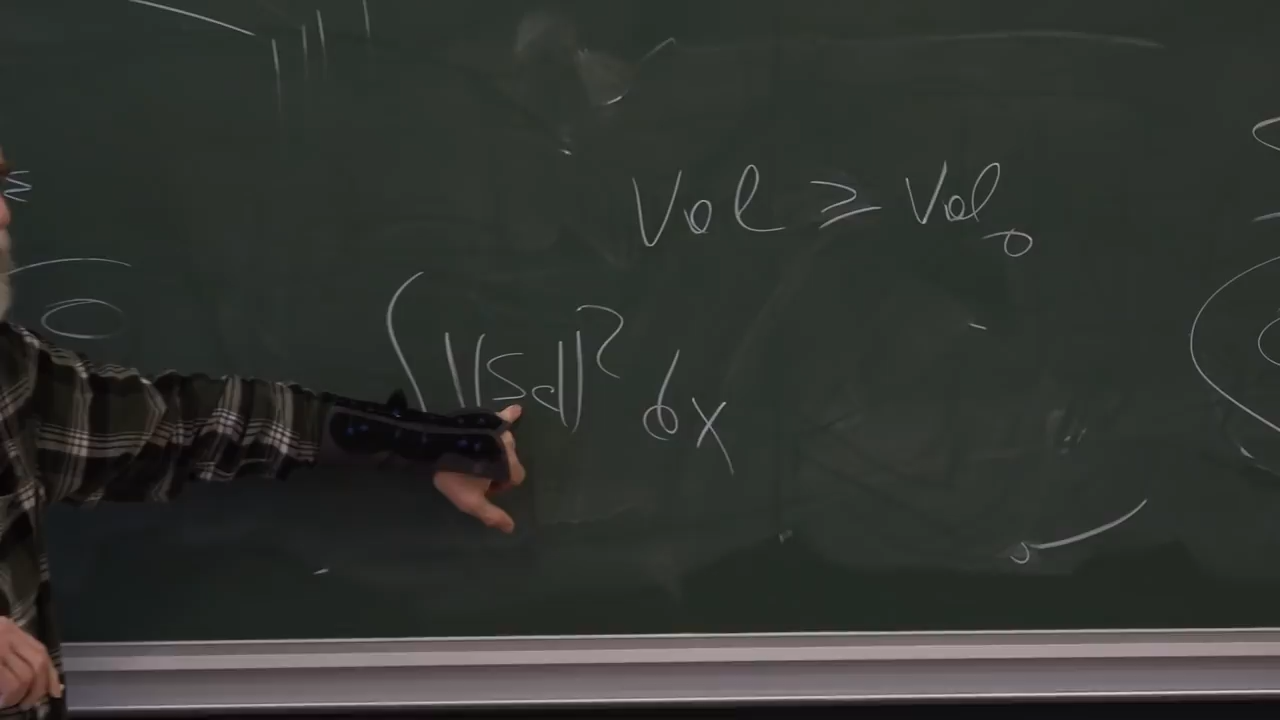 Vol ≥ Vol₀
∫ ||Sd||² dx